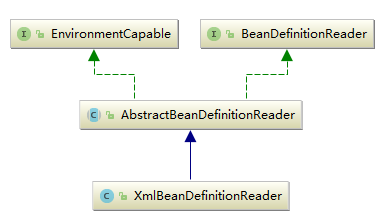 I EnvironmentCapable
I BeanDefinitionReader
C AbstractBeanDefinitionReader
C XmlBeanDefinitionReader